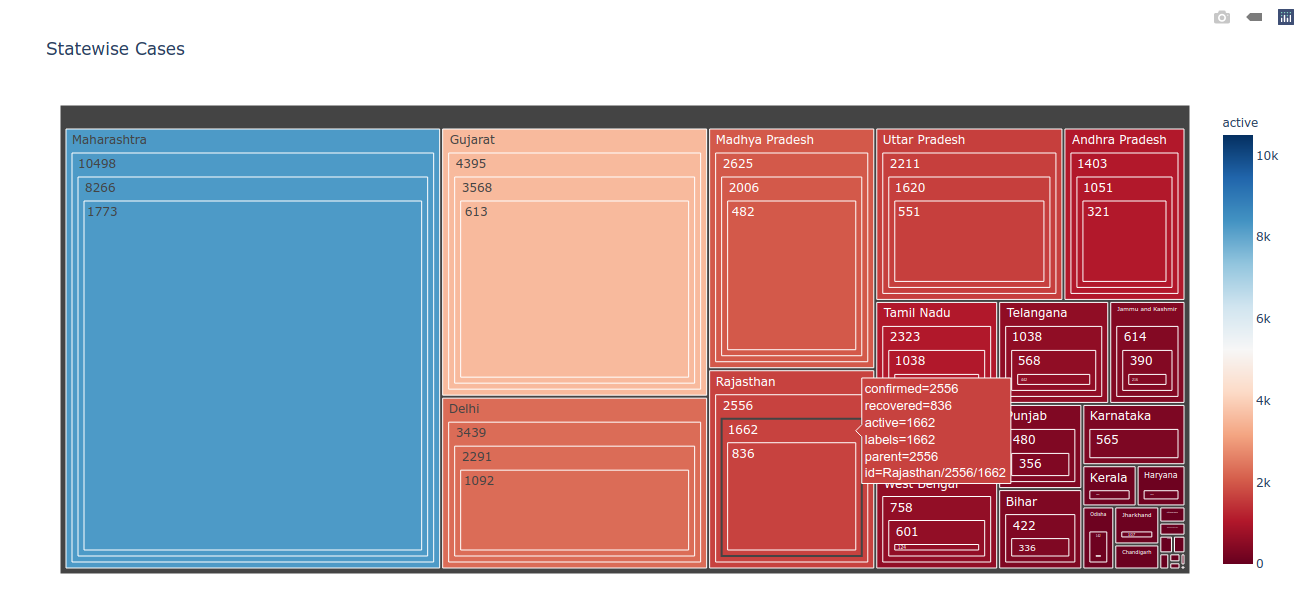 Statewise Cases
active
10k
8k
6k
4k
2k
0
Maharashtra
10498
8266
1773
Gujarat
4395
3568
613
Delhi
3439
2291
1092
Madhya Pradesh
2625
2006
482
Rajasthan
2556
1662
836
confirmed=2556
recovered=836
active=1662
labels=1662
parent=2556
id=Rajasthan/2556/1662
Uttar Pradesh
2211
1620
551
Andhra Pradesh
1403
1051
321
Tamil Nadu
2323
1038
Telangana
1038
568
Jammu and Kashmir
614
390
West Bengal
758
601
124
Punjab
480
356
Bihar
422
336
Karnataka
565
Kerala
Haryana
Odisha
Jharkhand
Chandigarh